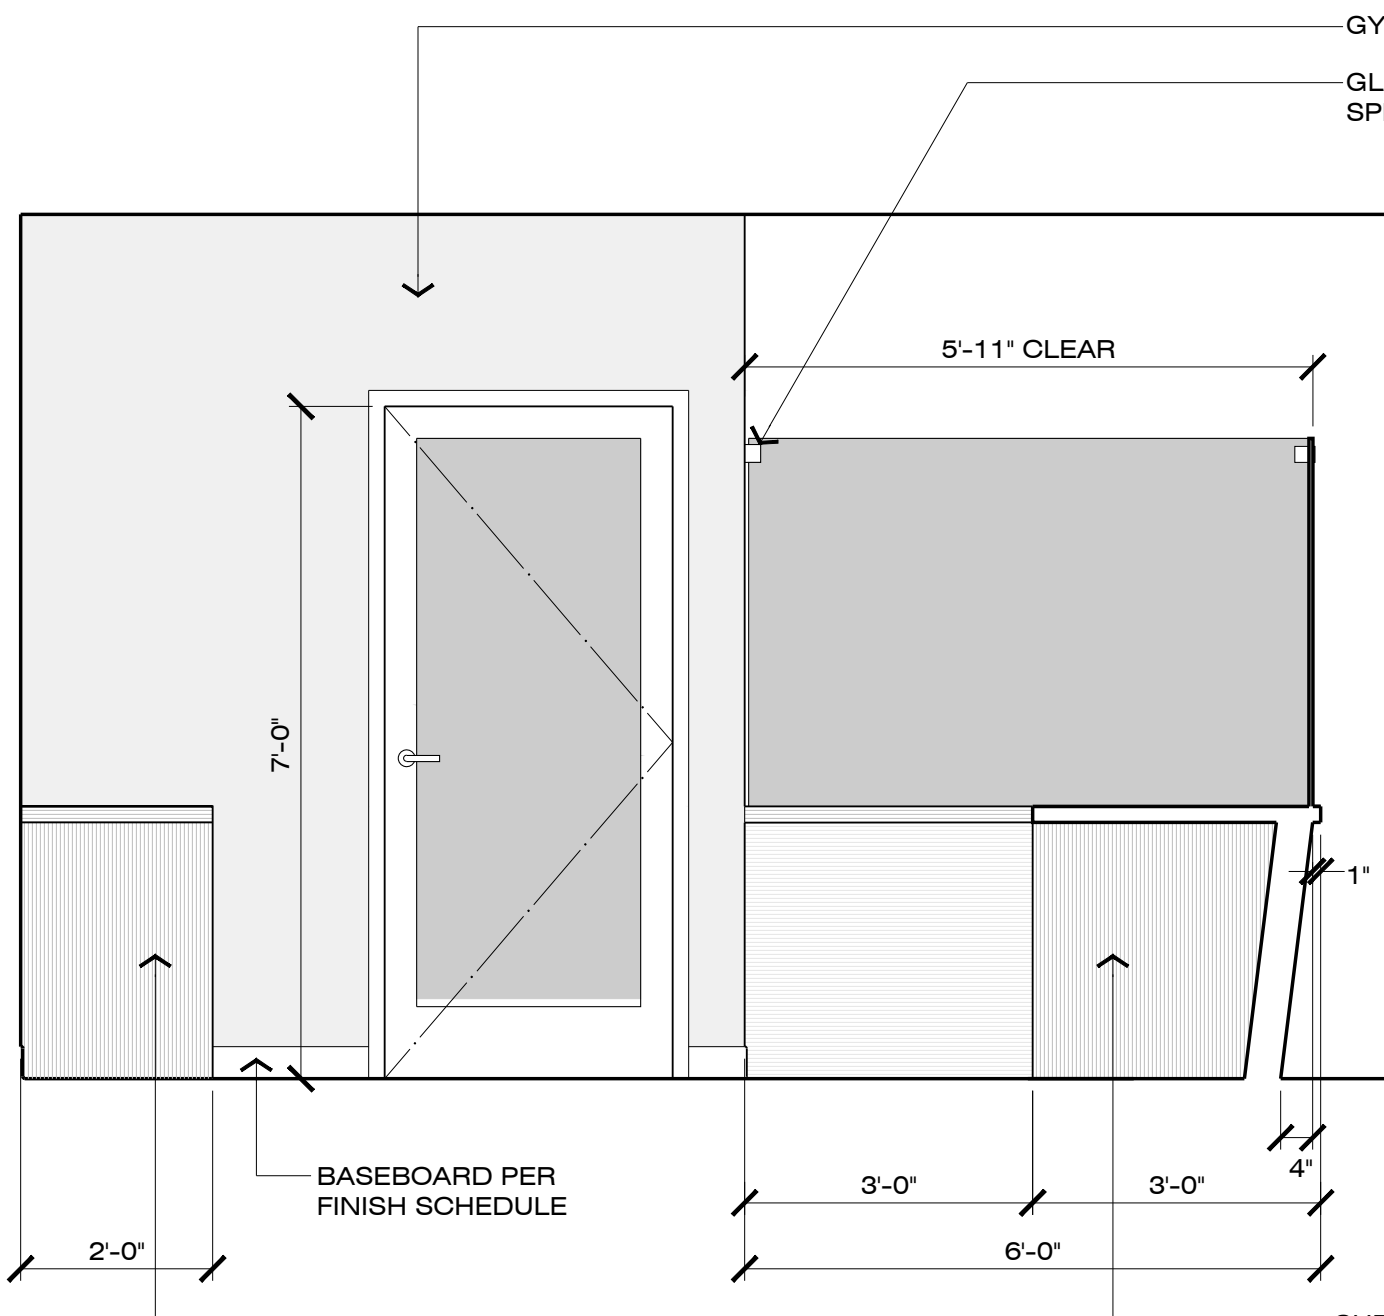 GY
GL
SP
5'-11" CLEAR
7'-0"
1"
4"
BASEBOARD PER
FINISH SCHEDULE
3'-0"
3'-0"
2'-0"
6'-0"